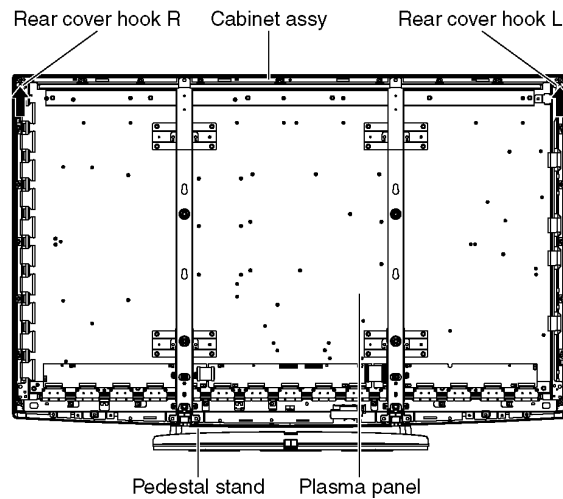 Rear cover hook R
Cabinet assy
Rear cover hook L
Pedestal stand
Plasma panel